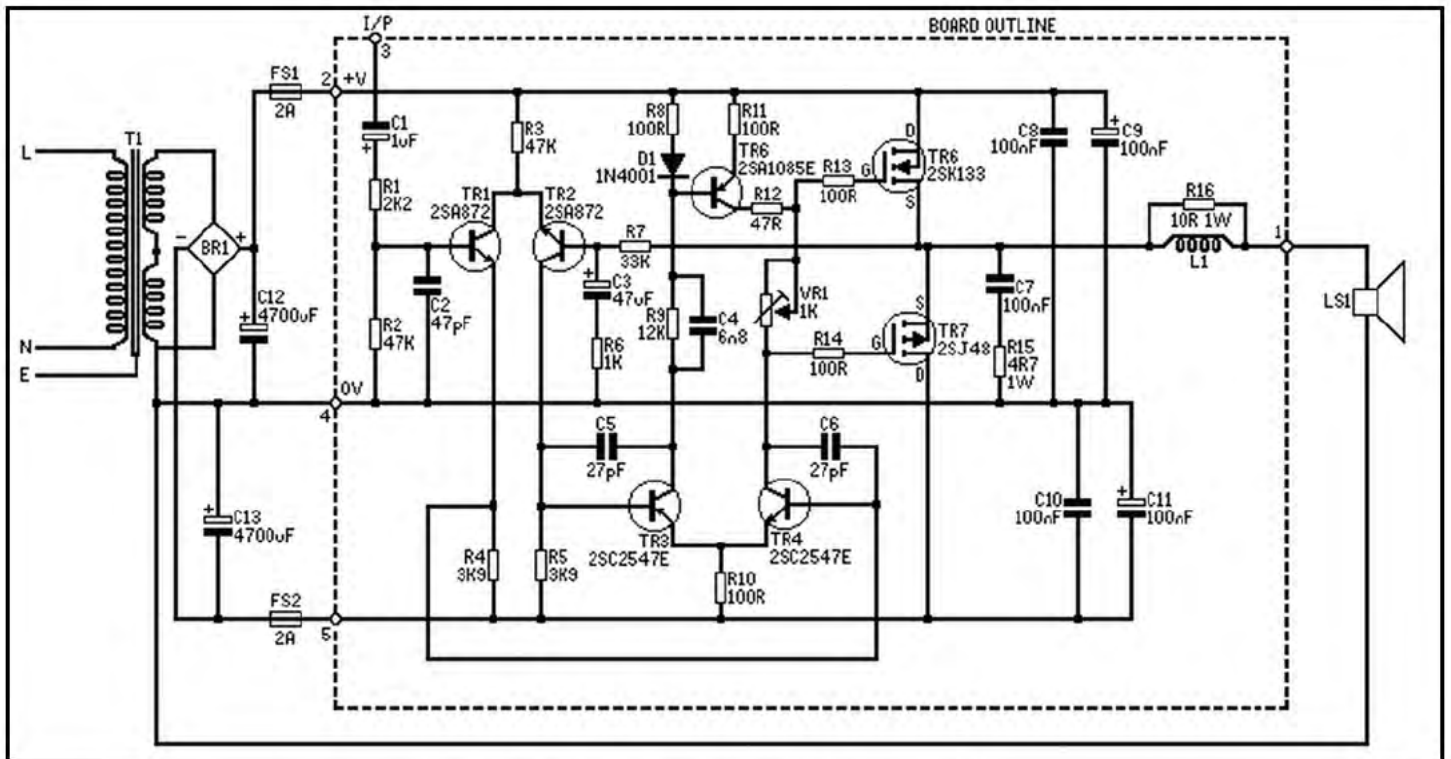 I/P
3
BOARD OUTLINE
FS1
2A
2
+V
T1
L
N
E
BR1
-
+
C12
4700uF
+
C13
4700uF
+
FS2
2A
5
0V
4
C1
1uF
+
R1
2K2
R2
47K
C2
47pF
R3
47K
TR1
2SA872
TR2
2SA872
R4
3K9
R5
3K9
R7
33K
C3
47uF
+
R6
1K
R8
100R
D1
1N4001
R9
12K
C4
6n8
C5
27pF
TR3
2SC2547E
R10
100R
R11
100R
TR6
2SA1085E
R12
47R
VR1
1K
C6
27pF
TR4
2SC2547E
R13
100R
G
D
S
TR6
2SK133
R14
100R
G
S
D
TR7
2SJ48
C7
100nF
R15
4R7
1W
C8
100nF
C9
100nF
+
C10
100nF
C11
100nF
+
R16
10R 1W
L1
1
LS1